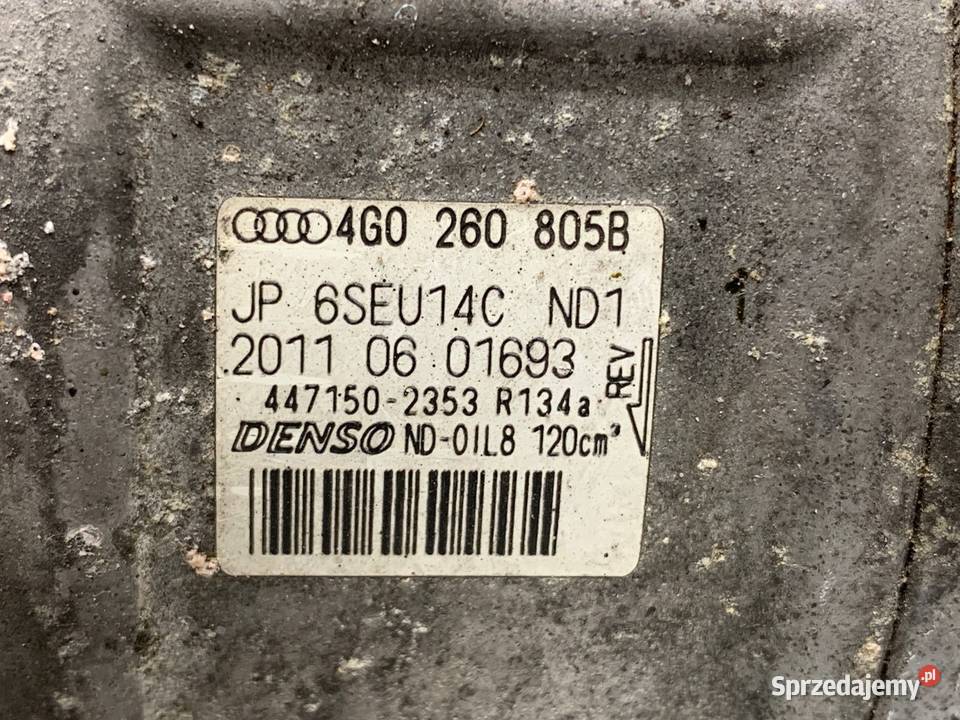 4G0 260 805B
JP 6SEU14C ND1
2011 06 01693
447150-2353 R134a
REV
DENSO ND-OIL8 120cm³
Sprzedajemy.pl